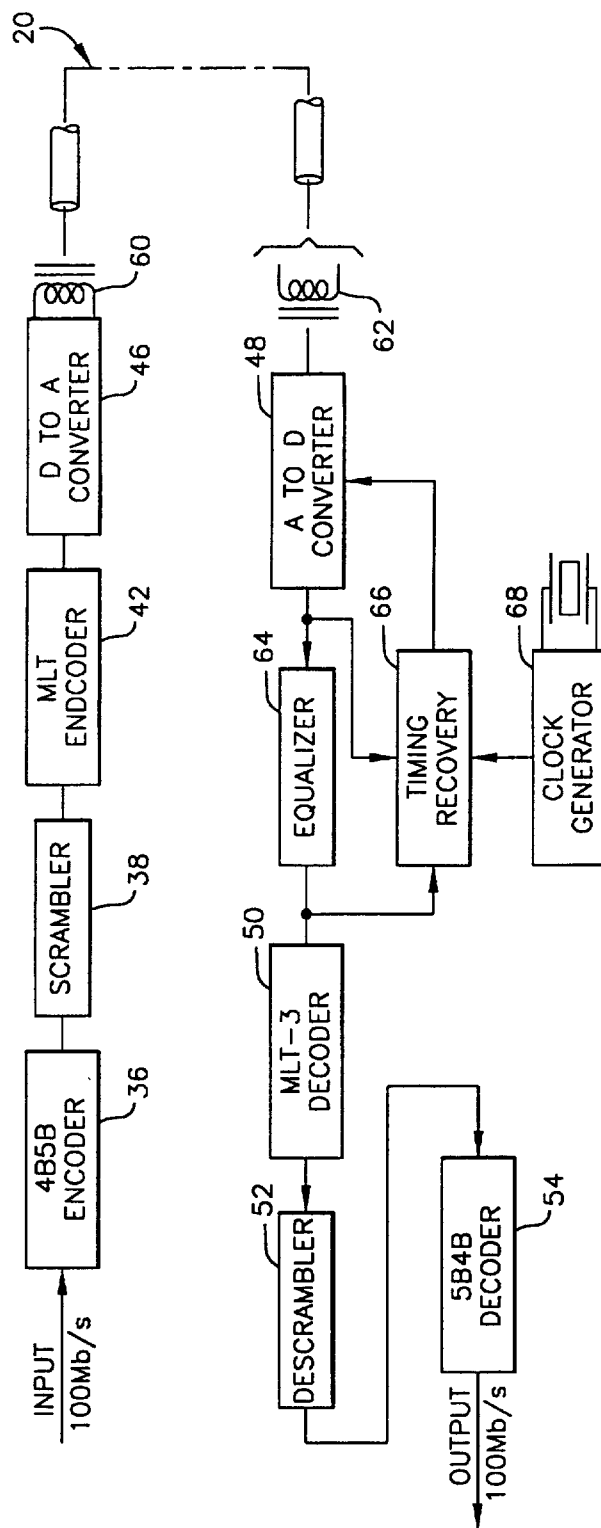 INPUT
100Mb/s
4B5B
ENCODER
36
SCRAMBLER
38
MLT
ENDCODER
42
D TO A
CONVERTER
46
60
20
62
48
A TO D
CONVERTER
64
EQUALIZER
66
TIMING
RECOVERY
68
CLOCK
GENERATOR
50
MLT-3
DECODER
52
DESCRAMBLER
5B4B
DECODER
54
OUTPUT
100Mb/s